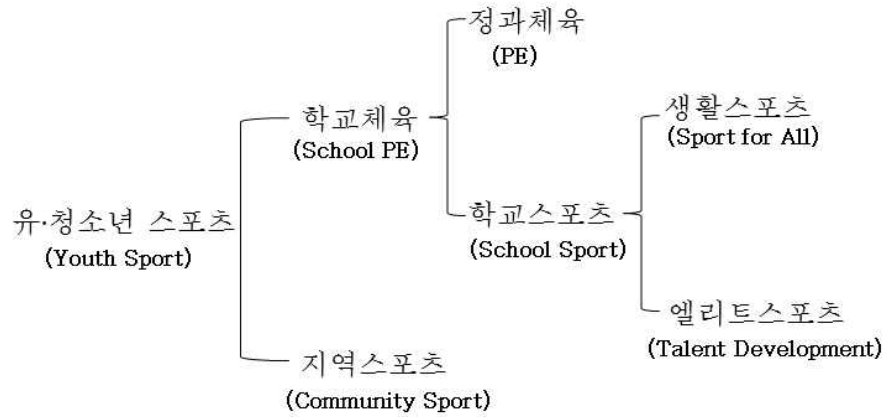 정과체육
(PE)
학교체육
(School PE)
생활스포츠
(Sport for All)
유·청소년 스포츠
(Youth Sport)
학교스포츠
(School Sport)
엘리트스포츠
(Talent Development)
지역스포츠
(Community Sport)